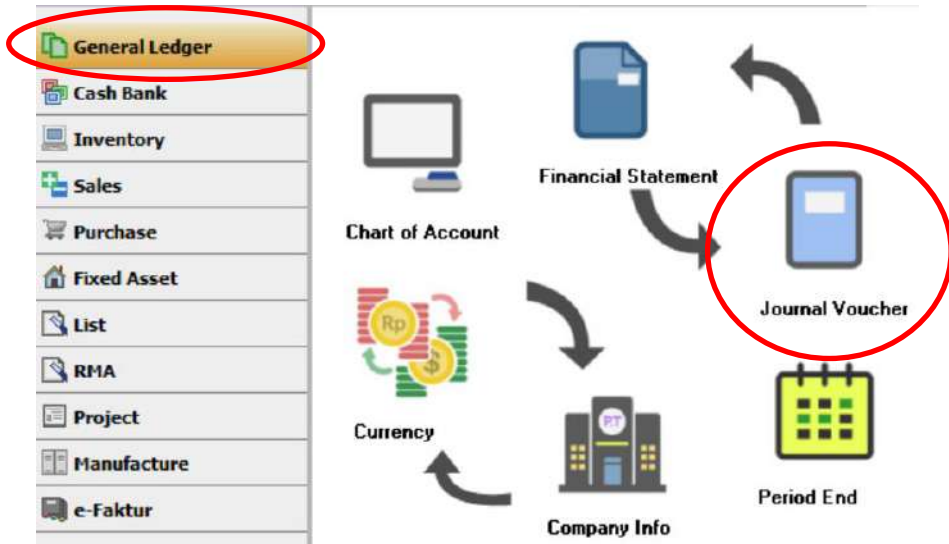 General Ledger
Cash Bank
Inventory
Sales
Purchase
Fixed Asset
List
RMA
Project
Manufacture
e-Faktur
Financial Statement
Chart of Account
Journal Voucher
Rp
$
Currency
PT
Company Info
Period End